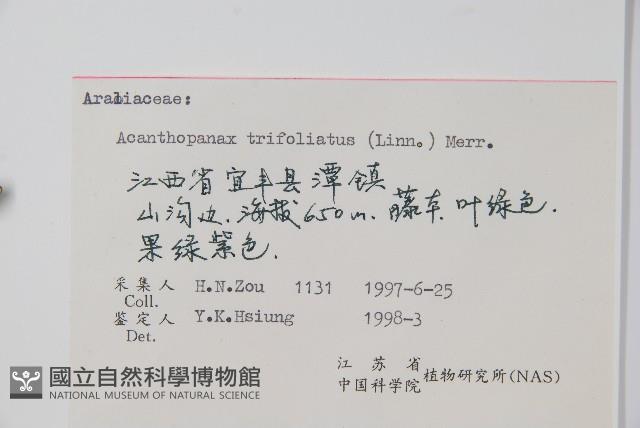 Araliaceae:
Acanthopanax trifoliatus (Linn.) Merr.
江西省宜丰县潭镇
山沟边.海拔650m.藤本.叶绿色.
果绿紫色.
采集人 H.N.Zou 1131 1997-6-25
Coll.
鉴定人 Y.K.Hsiung 1998-3
Det.
江苏省
中国科学院植物研究所(NAS)
國立自然科學博物館
NATIONAL MUSEUM OF NATURAL SCIENCE